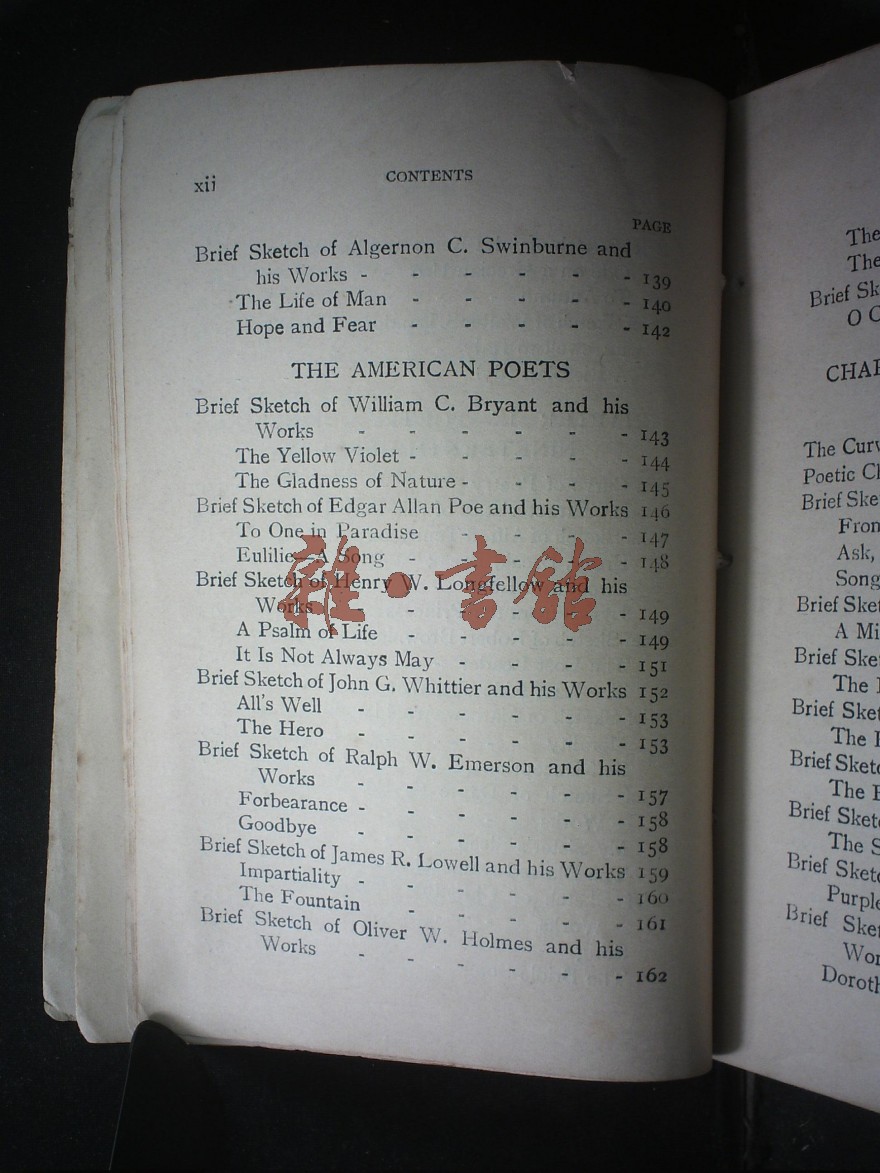 xii
CONTENTS
PAGE
Brief Sketch of Algernon C. Swinburne and
his Works - - - - - - 139
The Life of Man - - - - - 140
Hope and Fear - - - - - 142
THE AMERICAN POETS
Brief Sketch of William C. Bryant and his
Works - - - - - - 143
The Yellow Violet - - - - - 144
The Gladness of Nature - - - - 145
Brief Sketch of Edgar Allan Poe and his Works 146
To One in Paradise - - - - 147
Eulilie—A Song - - - - - 148
Brief Sketch of Henry W. Longfellow and his
Works - - - - - - 149
A Psalm of Life - - - - - 149
It Is Not Always May - - - - 151
Brief Sketch of John G. Whittier and his Works 152
All's Well - - - - - - 153
The Hero - - - - - - 153
Brief Sketch of Ralph W. Emerson and his
Works - - - - - - 157
Forbearance - - - - - - 158
Goodbye - - - - - - 158
Brief Sketch of James R. Lowell and his Works 159
Impartiality - - - - - - 160
The Fountain - - - - - 161
Brief Sketch of Oliver W. Holmes and his
Works - - - - - - 162
雜·書館
The
The
Brief Sk
O C
CHAP
The Curv
Poetic Cl
Brief Ske
From
Ask,
Song
Brief Sket
A Mi
Brief Ske
The
Brief Sket
The
Brief Sketc
The
Brief Sketc
The S
Brief Sketc
Purple
Brief Sket
Wor
Doroth